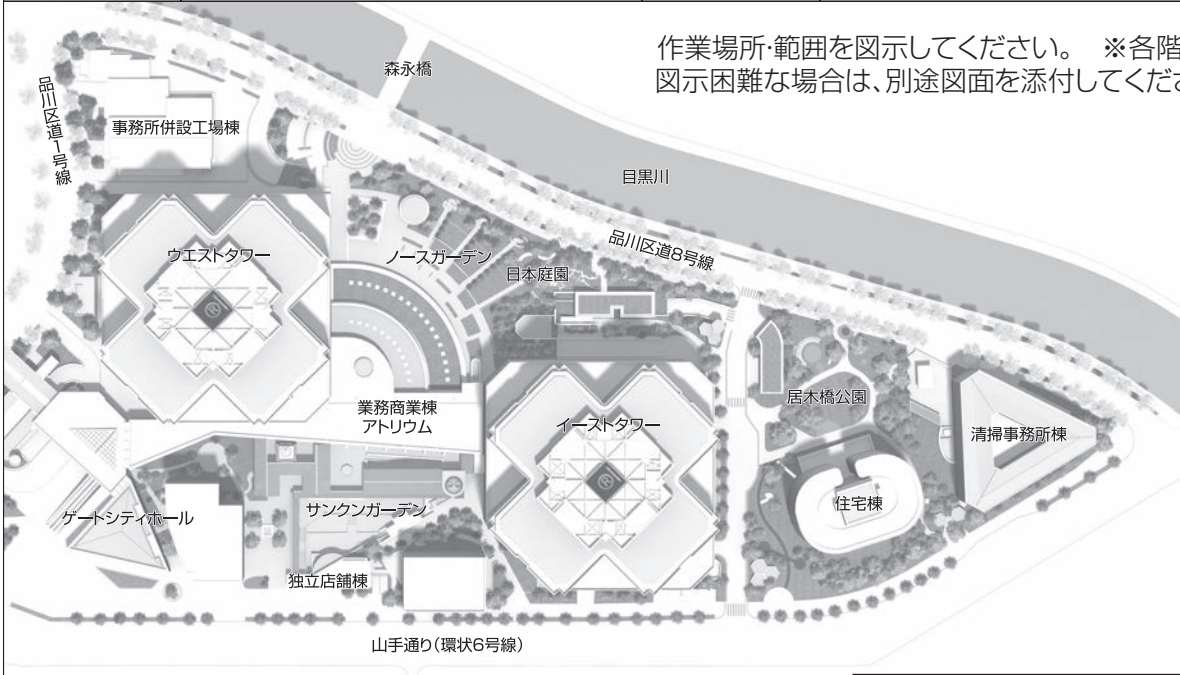 作業場所・範囲を図示してください。 ※各階
図示困難な場合は、別途図面を添付してくださ
森永橋
品川区道1号線
事務所併設工場棟
目黒川
品川区道8号線
ウエストタワー
ノースガーデン
日本庭園
業務商業棟
アトリウム
イーストタワー
居木橋公園
清掃事務所棟
住宅棟
ゲートシティホール
サンクンガーデン
独立店舗棟
山手通り(環状6号線)
Ⓡ
Ⓡ